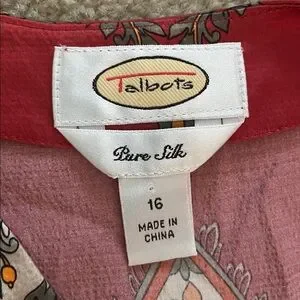 Talbots
Pure Silk
16
MADE IN
CHINA